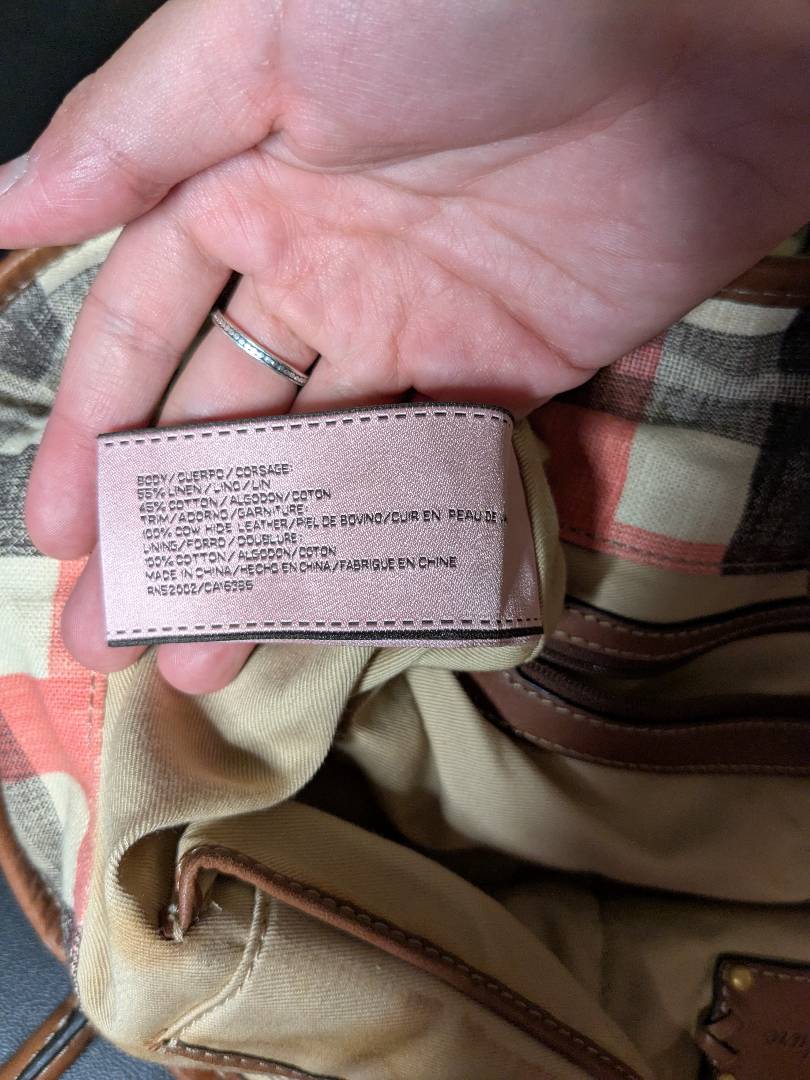 BODY/CUERPO/CORSAGE:
55% LINEN/LINO/LIN
45% COTTON/ALGODON/COTON
TRIM/ADORNO/GARNITURE:
100% COW HIDE LEATHER/PIEL DE BOVINO/CUIR EN PEAU DE
LINING/FORRO/DOUBLURE:
100% COTTON/ALGODON/COTON
MADE IN CHINA/HECHO EN CHINA/FABRIQUE EN CHINE